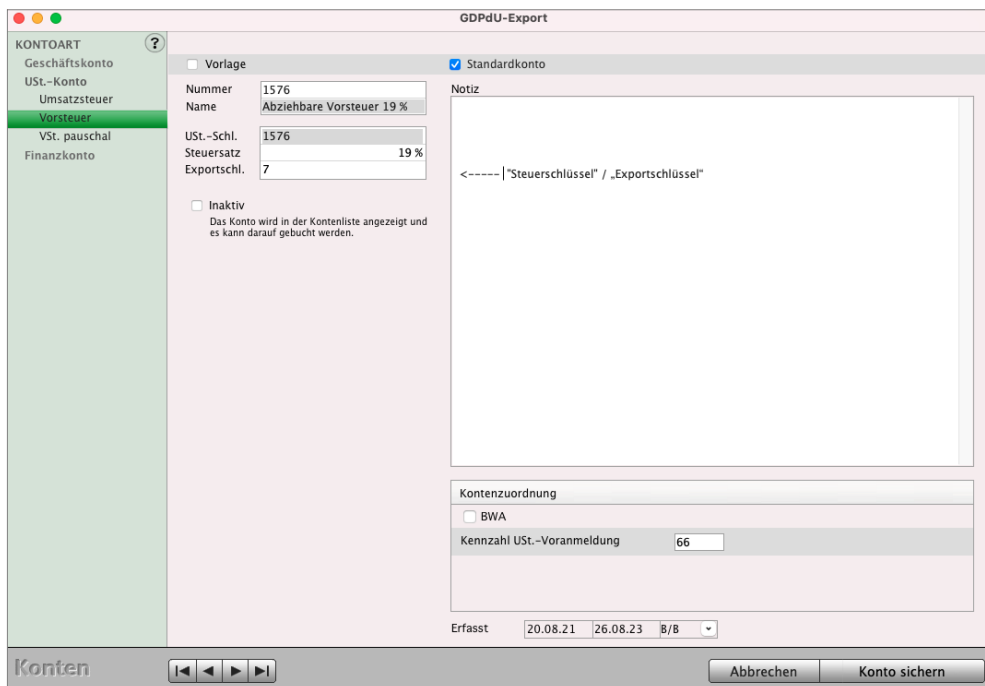 GDPdU-Export
KONTOART
?
Geschäftskonto
USt.-Konto
Umsatzsteuer
Vorsteuer
VSt. pauschal
Finanzkonto
Vorlage
Standardkonto
Nummer 1576
Name Abziehbare Vorsteuer 19 %
USt.-Schl. 1576
Steuersatz 19 %
Exportschl. 7
Inaktiv
Das Konto wird in der Kontenliste angezeigt und
es kann darauf gebucht werden.
Notiz
<----- "Steuerschlüssel" / „Exportschlüssel"
Kontenzuordnung
BWA
Kennzahl USt.-Voranmeldung 66
Erfasst 20.08.21 26.08.23 B/B
Konten
Abbrechen
Konto sichern